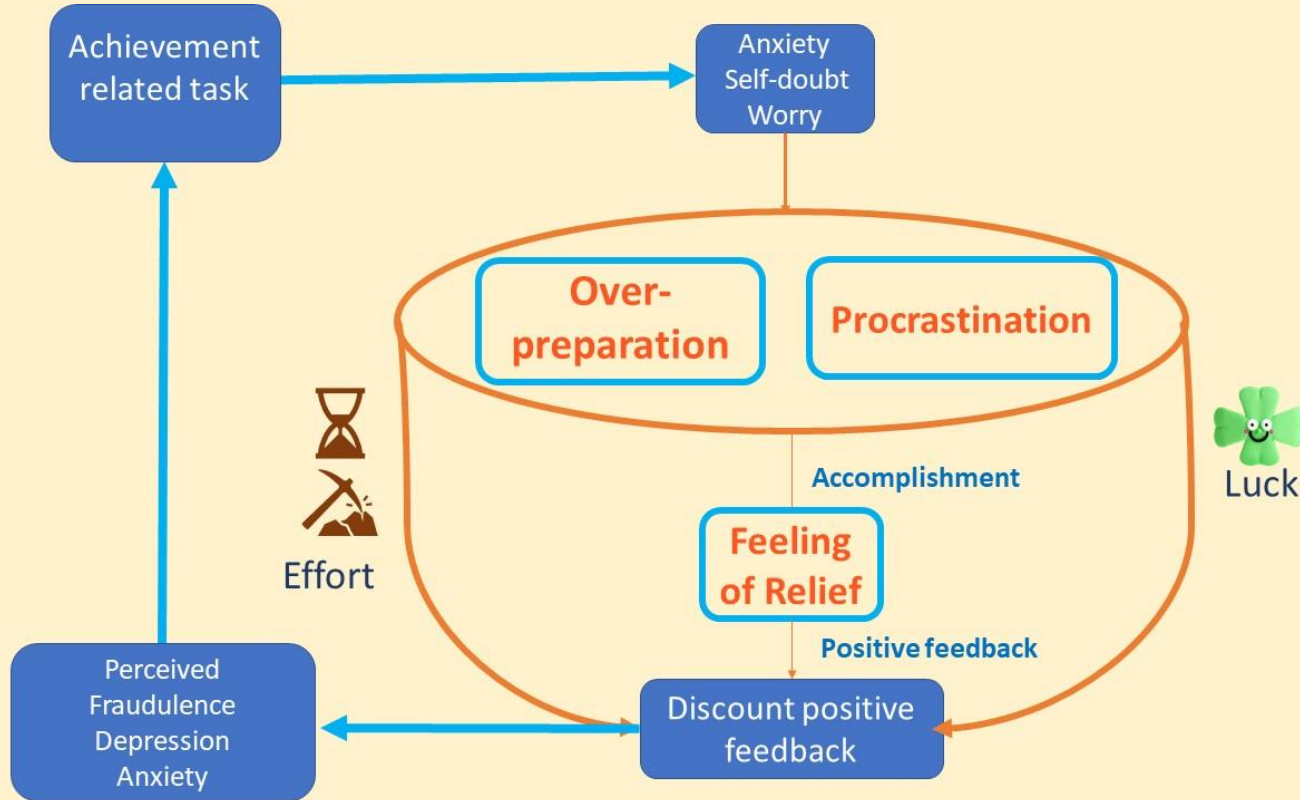 Achievement
related task
Anxiety
Self-doubt
Worry
Over-
preparation
Procrastination
Accomplishment
Luck
Effort
Feeling
of Relief
Positive feedback
Discount positive
feedback
Perceived
Fraudulence
Depression
Anxiety